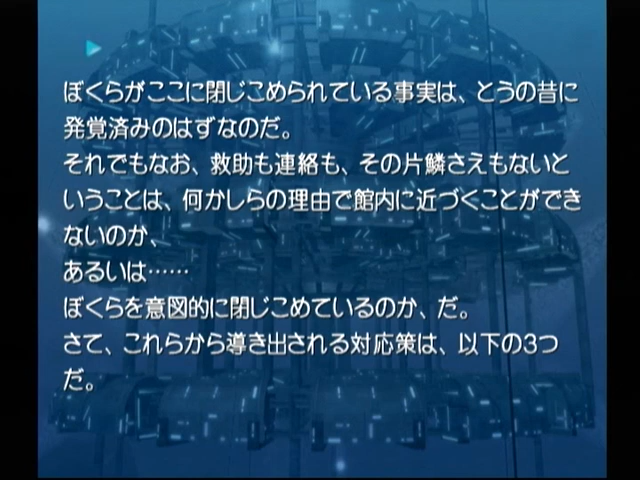 ぼくらがここに閉じこめられている事実は、とうの昔に
発覚済みのはずなのだ。
それでもなお、救助も連絡も、その片鱗さえもないと
いうことは、何かしらの理由で館内に近づくことができ
ないのか、
あるいは……
ぼくらを意図的に閉じこめているのか、だ。
さて、これらから導き出される対応策は、以下の3つ
だ。